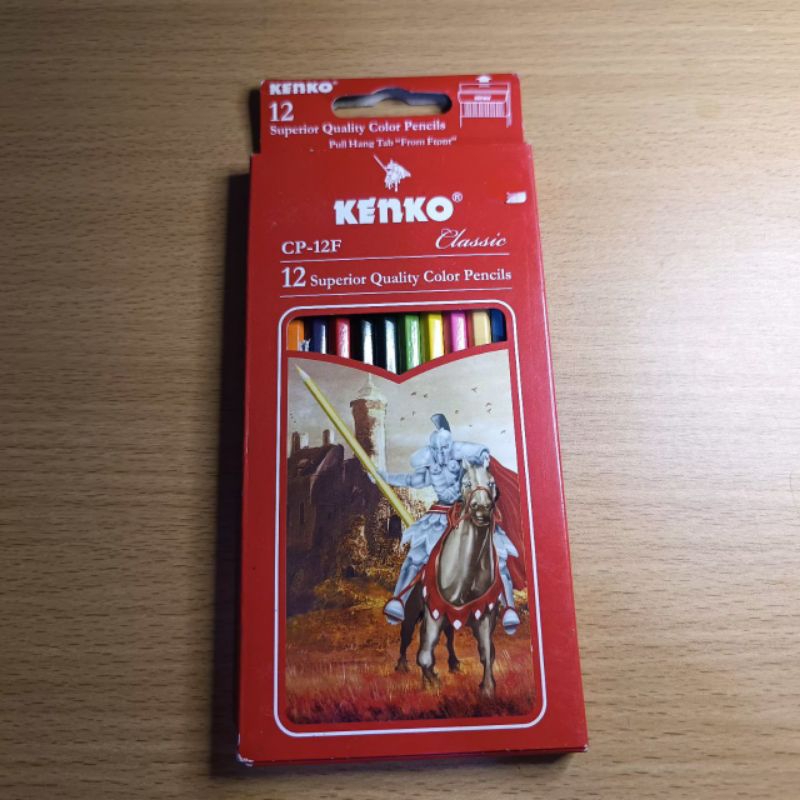 KENKO®
12
Superior Quality Color Pencils
Pull Hang Tab "From Front"
KENKO®
CP-12F Classic
12 Superior Quality Color Pencils